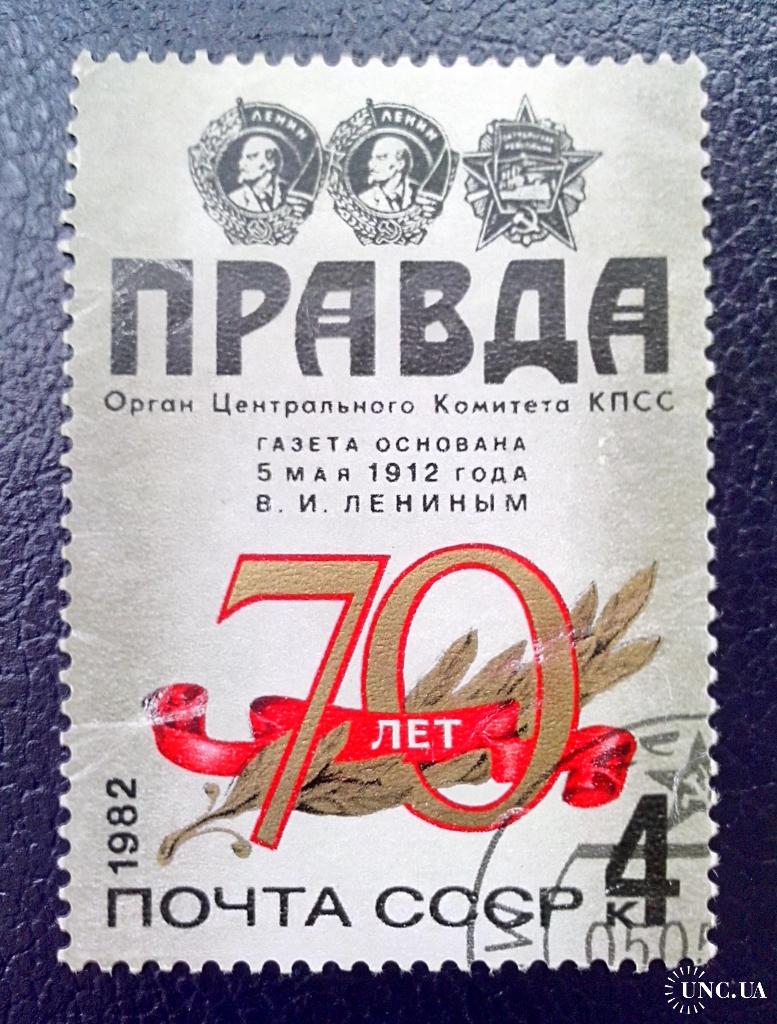 ЛЕНИН ЛЕНИН
ПРАВДА
Орган Центрального Комитета КПСС
ГАЗЕТА ОСНОВАНА
5 МАЯ 1912 ГОДА
В. И. ЛЕНИНЫМ
70
ЛЕТ
1982
ПОЧТА СССР 4
к
0505
UNC.UA